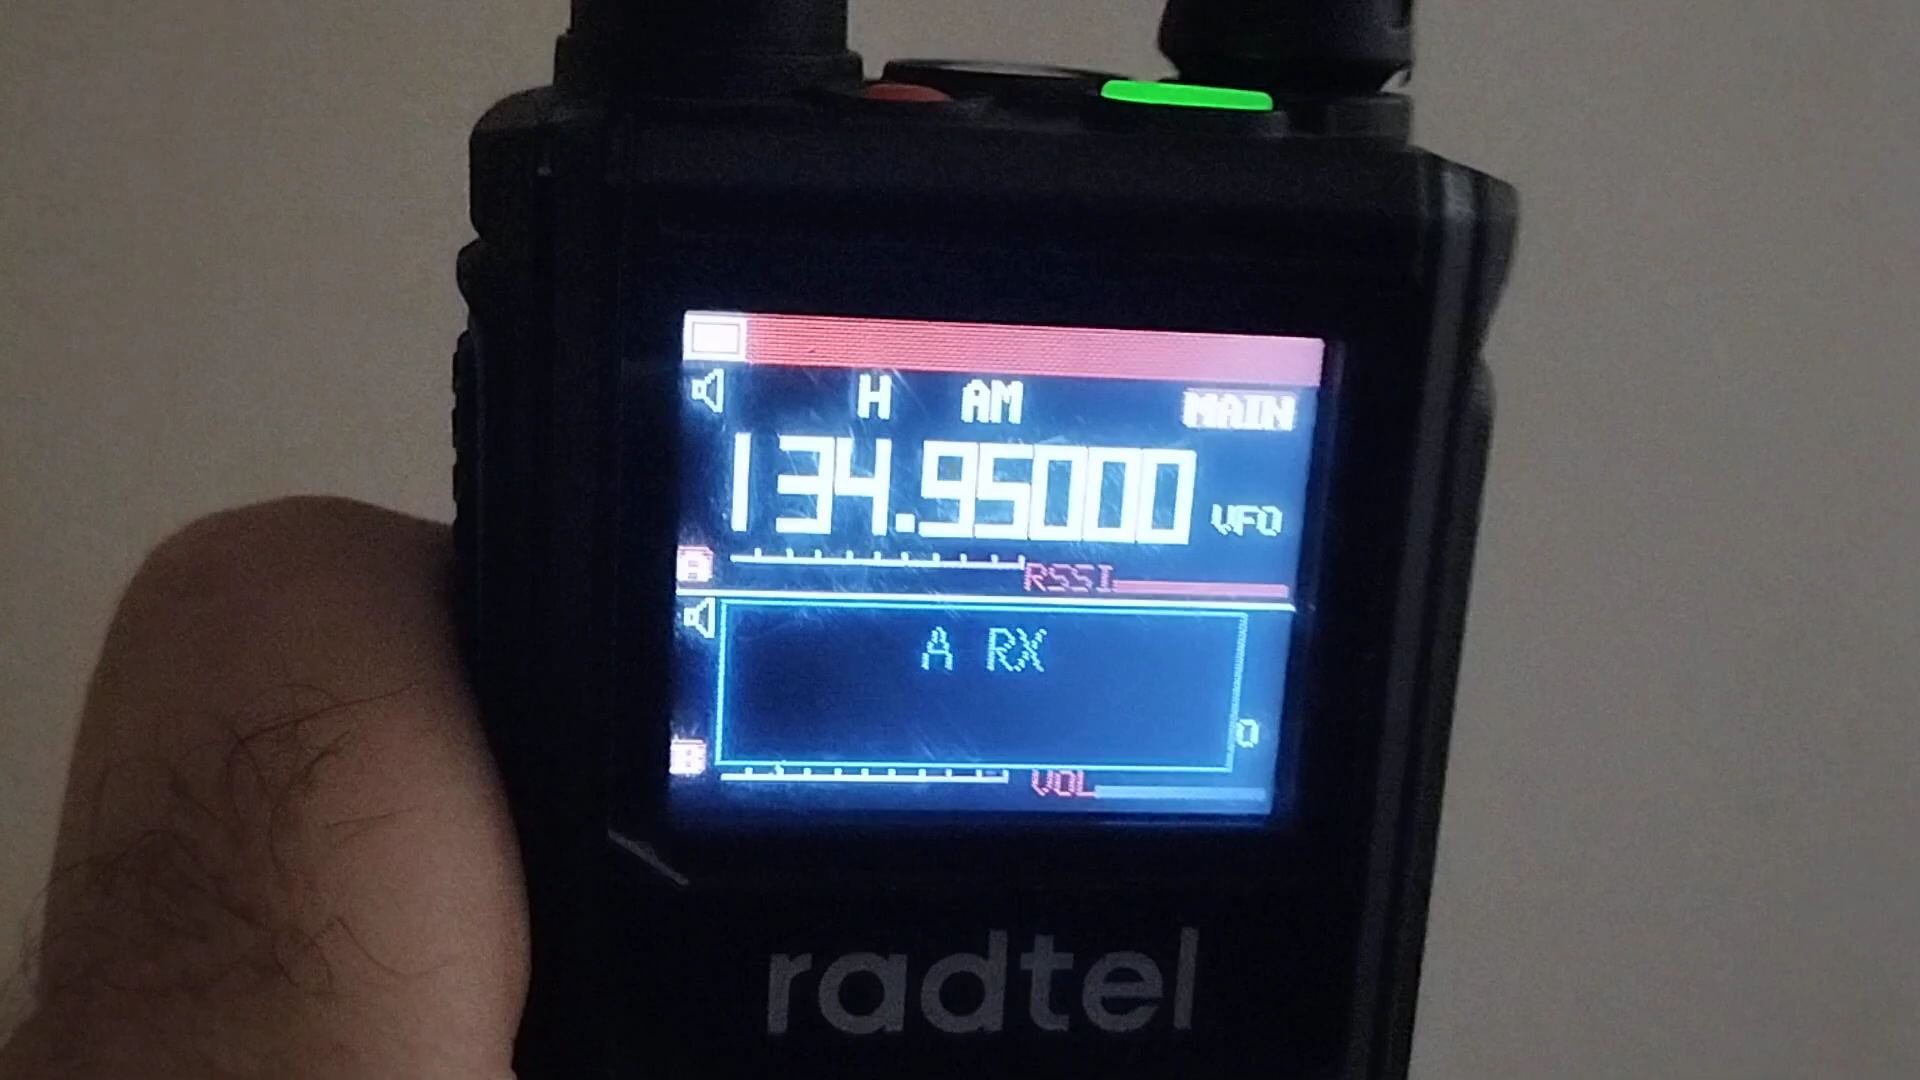 H AM MAIN
134.95000 VFO
B RSSI
A RX
0
B VOL
radtel